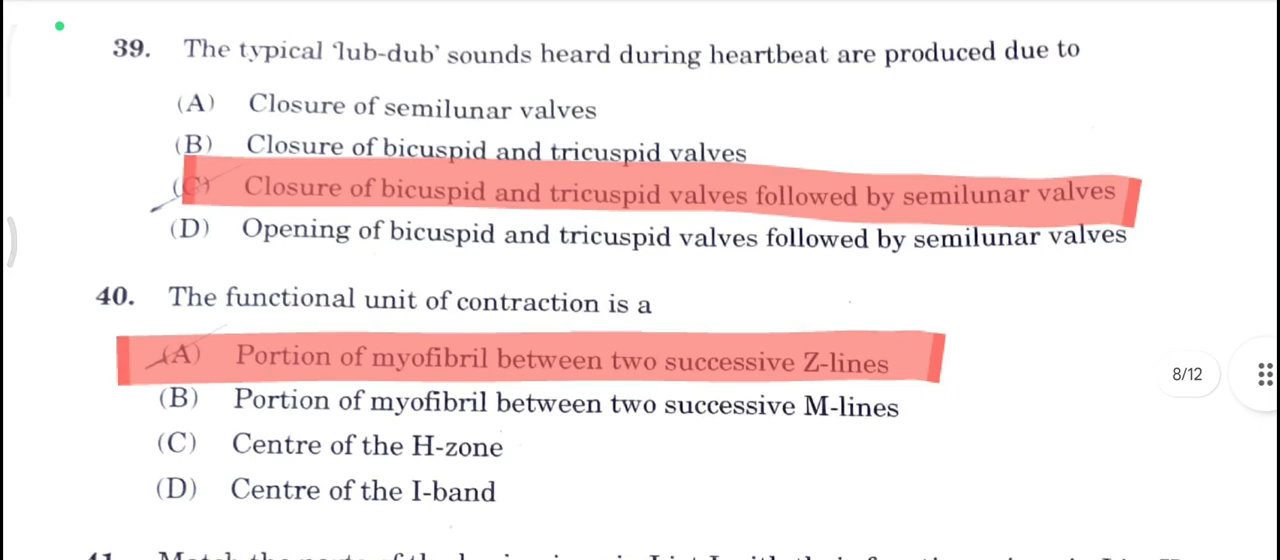 39. The typical ‘lub-dub’ sounds heard during heartbeat are produced due to
(A) Closure of semilunar valves
(B) Closure of bicuspid and tricuspid valves
(C) Closure of bicuspid and tricuspid valves followed by semilunar valves
(D) Opening of bicuspid and tricuspid valves followed by semilunar valves
40. The functional unit of contraction is a
(A) Portion of myofibril between two successive Z-lines
8/12
(B) Portion of myofibril between two successive M-lines
(C) Centre of the H-zone
(D) Centre of the I-band